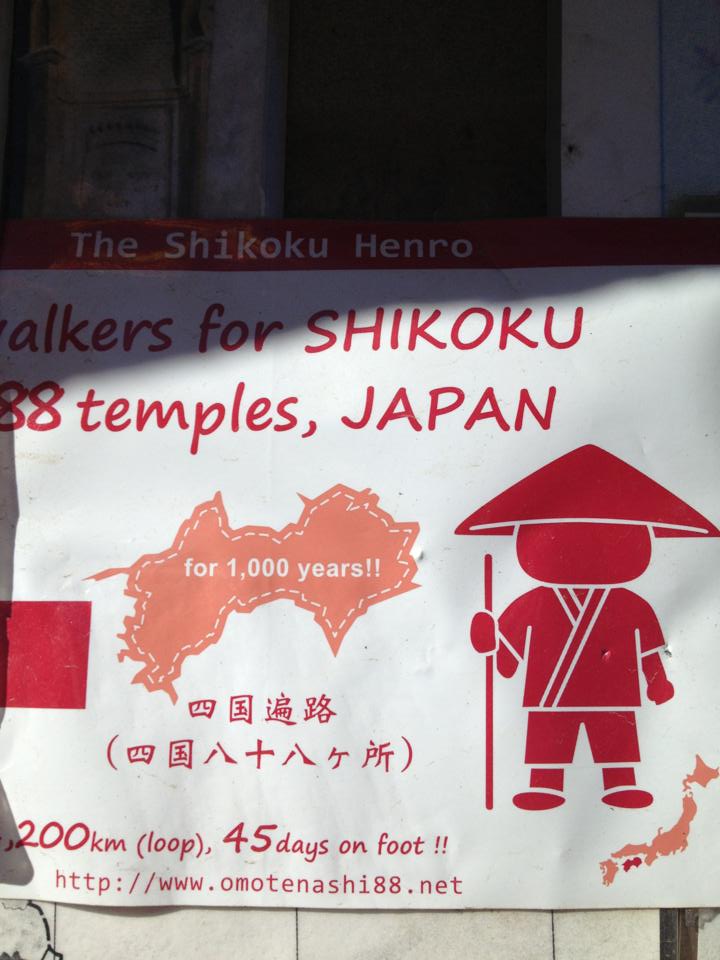 The Shikoku Henro
alkers for SHIKOKU
88 temples, JAPAN
for 1,000 years!!
四国遍路
(四国八十八ヶ所)
,200km (loop), 45days on foot !!
http://www.omotenashi88.net